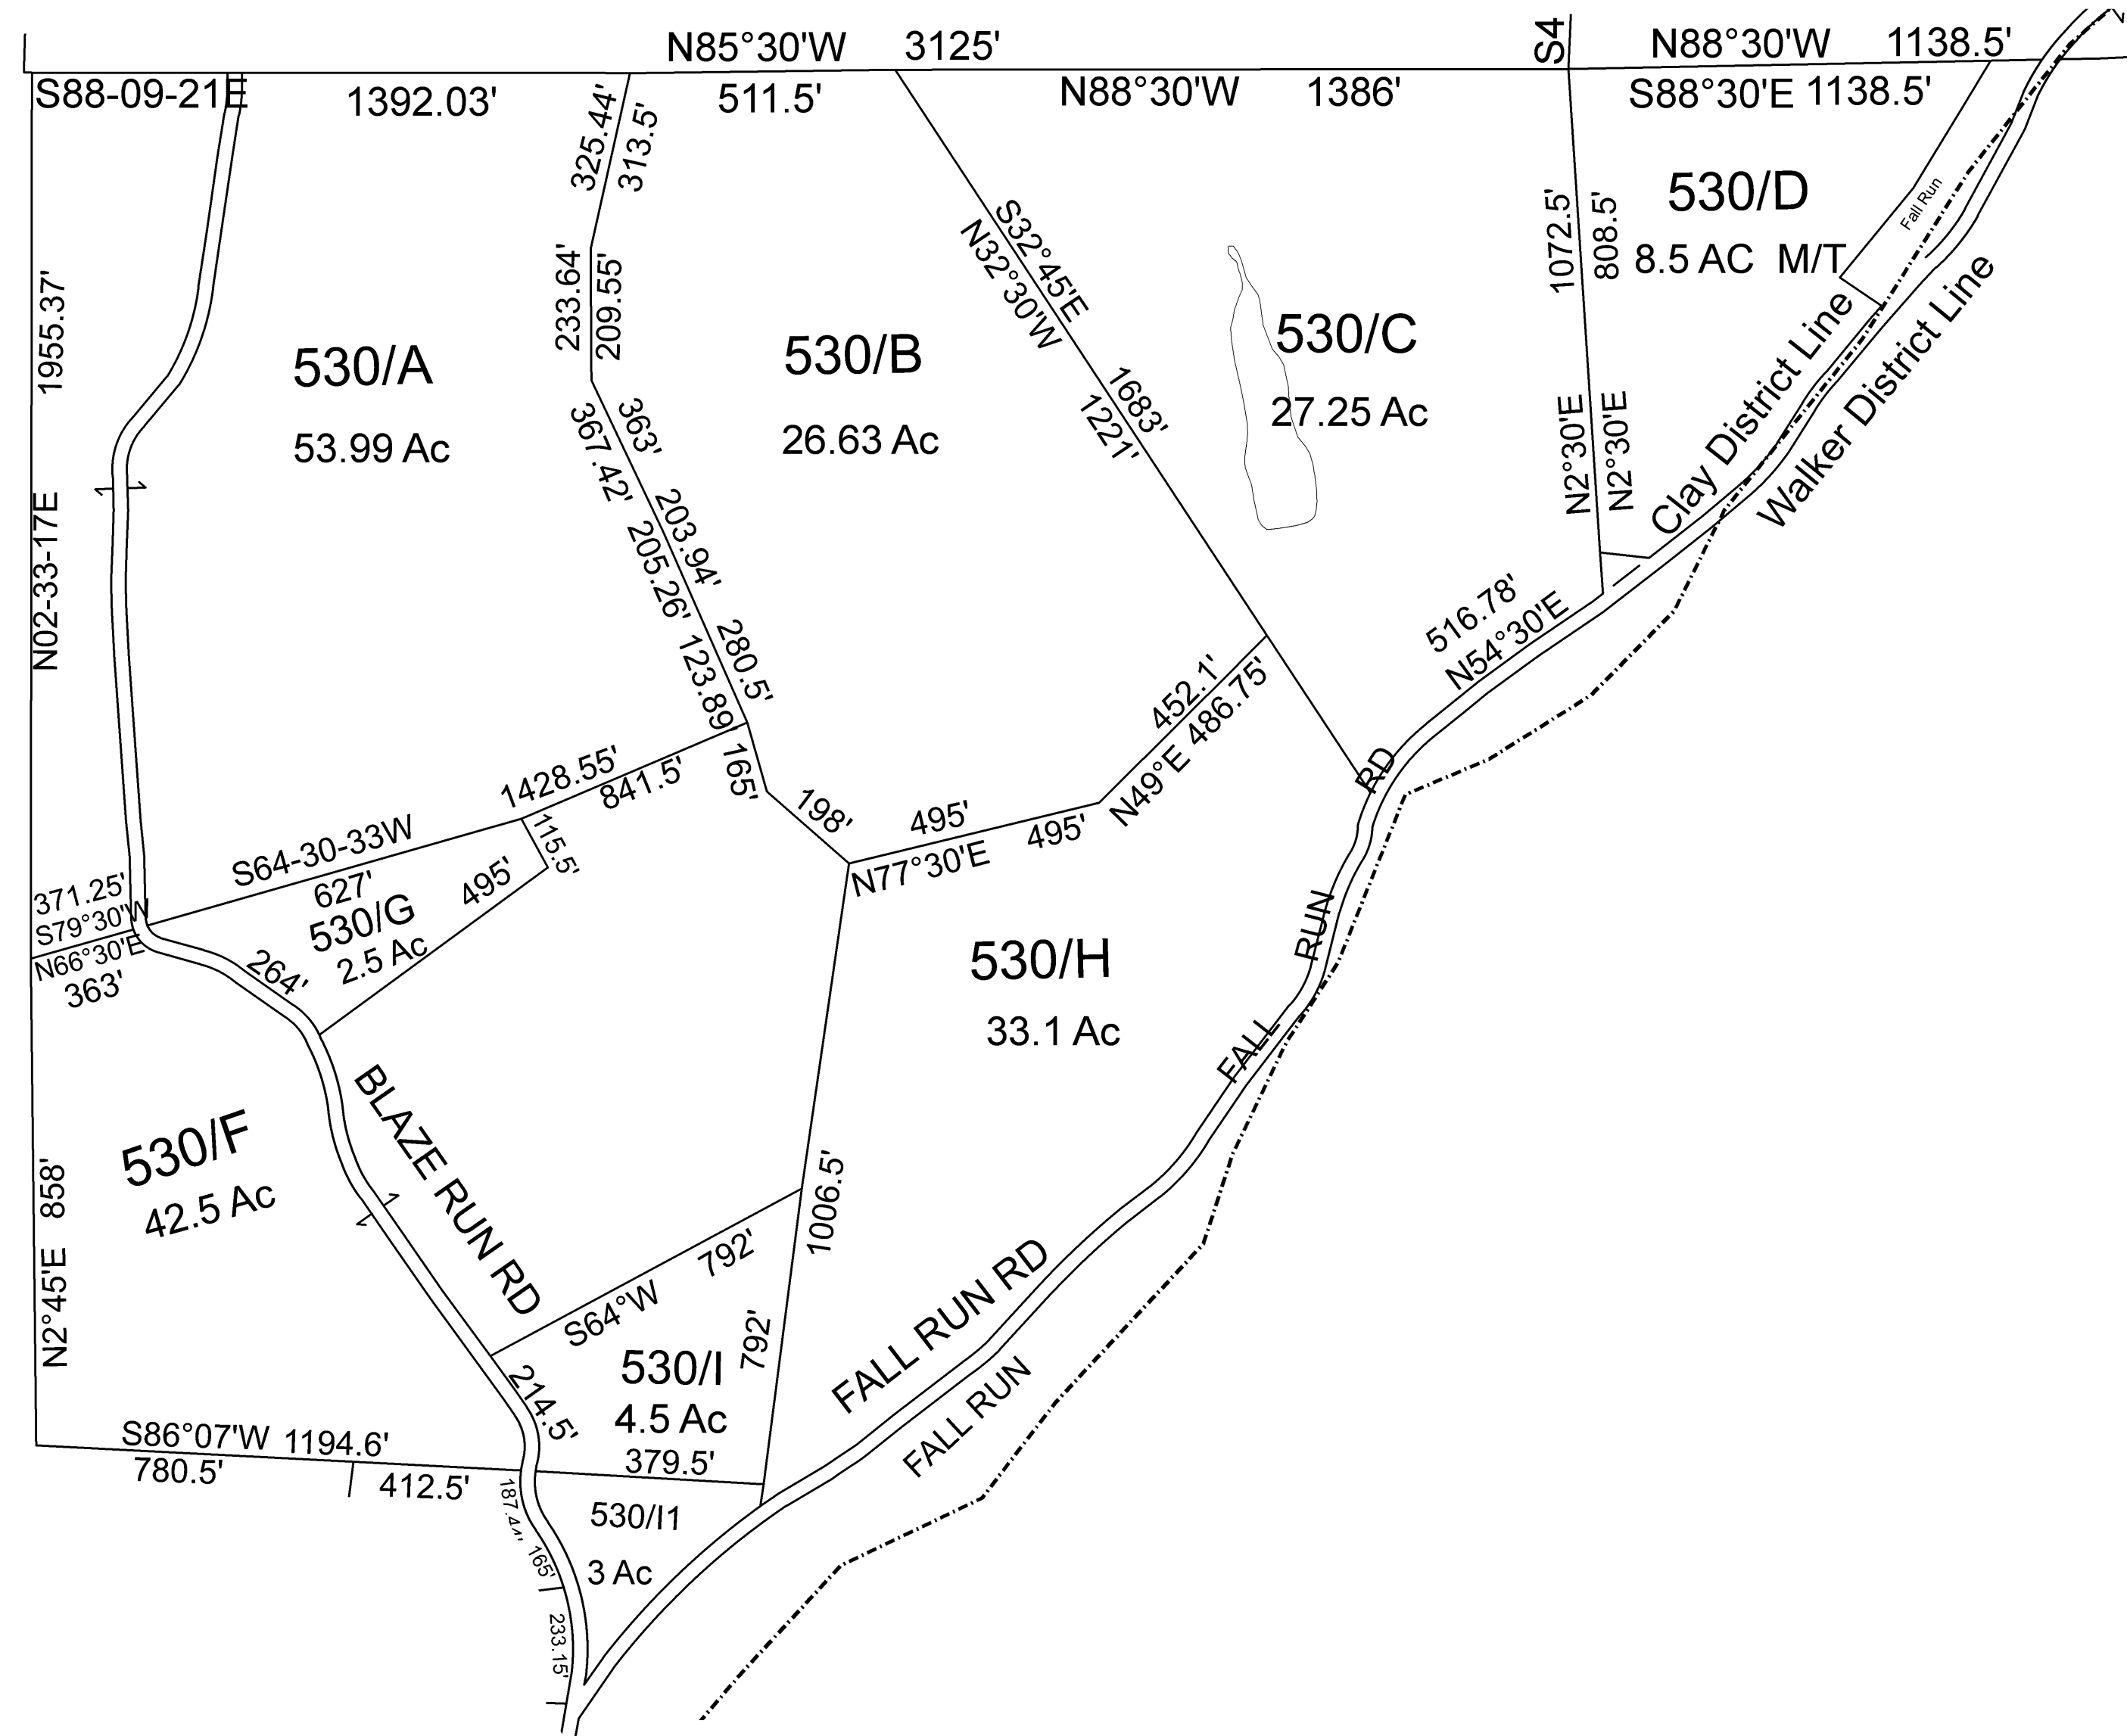 N85°30'W 3125'
S4
N88°30'W 1138.5'
S88-09-21E
1392.03'
511.5'
N88°30'W 1386'
S88°30'E 1138.5'
325.44'
313.5'
1955.37'
N02-33-17E
233.64'
209.55'
530/A
53.99 Ac
530/B
26.63 Ac
S32°45'E
N32°30'W
1683'
1221'
530/C
27.25 Ac
1072.5'
808.5'
N2°30'E
N2°30'E
530/D
8.5 AC M/T
Fall Run
Clay District Line
Walker District Line
363'
367.42'
203.94'
205.26'
280.5'
123.89
516.78'
N54°30'E
452.1'
N49°E 486.75'
165'
198'
495'
N77°30'E 495'
1428.55'
841.5'
S64-30-33W
627'
115.5'
495'
530/G
2.5 Ac
371.25'
S79°30'W
N66°30'E
363'
264'
RD
RUN
FALL
530/H
33.1 Ac
530/F
42.5 Ac
BLAZE RUN RD
858'
N2°45'E
1006.5'
792'
S64°W
792'
530/I
4.5 Ac
214.5'
379.5'
FALL RUN RD
FALL RUN
S86°07'W 1194.6'
780.5'
412.5'
187.44'
530/I1
3 Ac
165'
233.15'